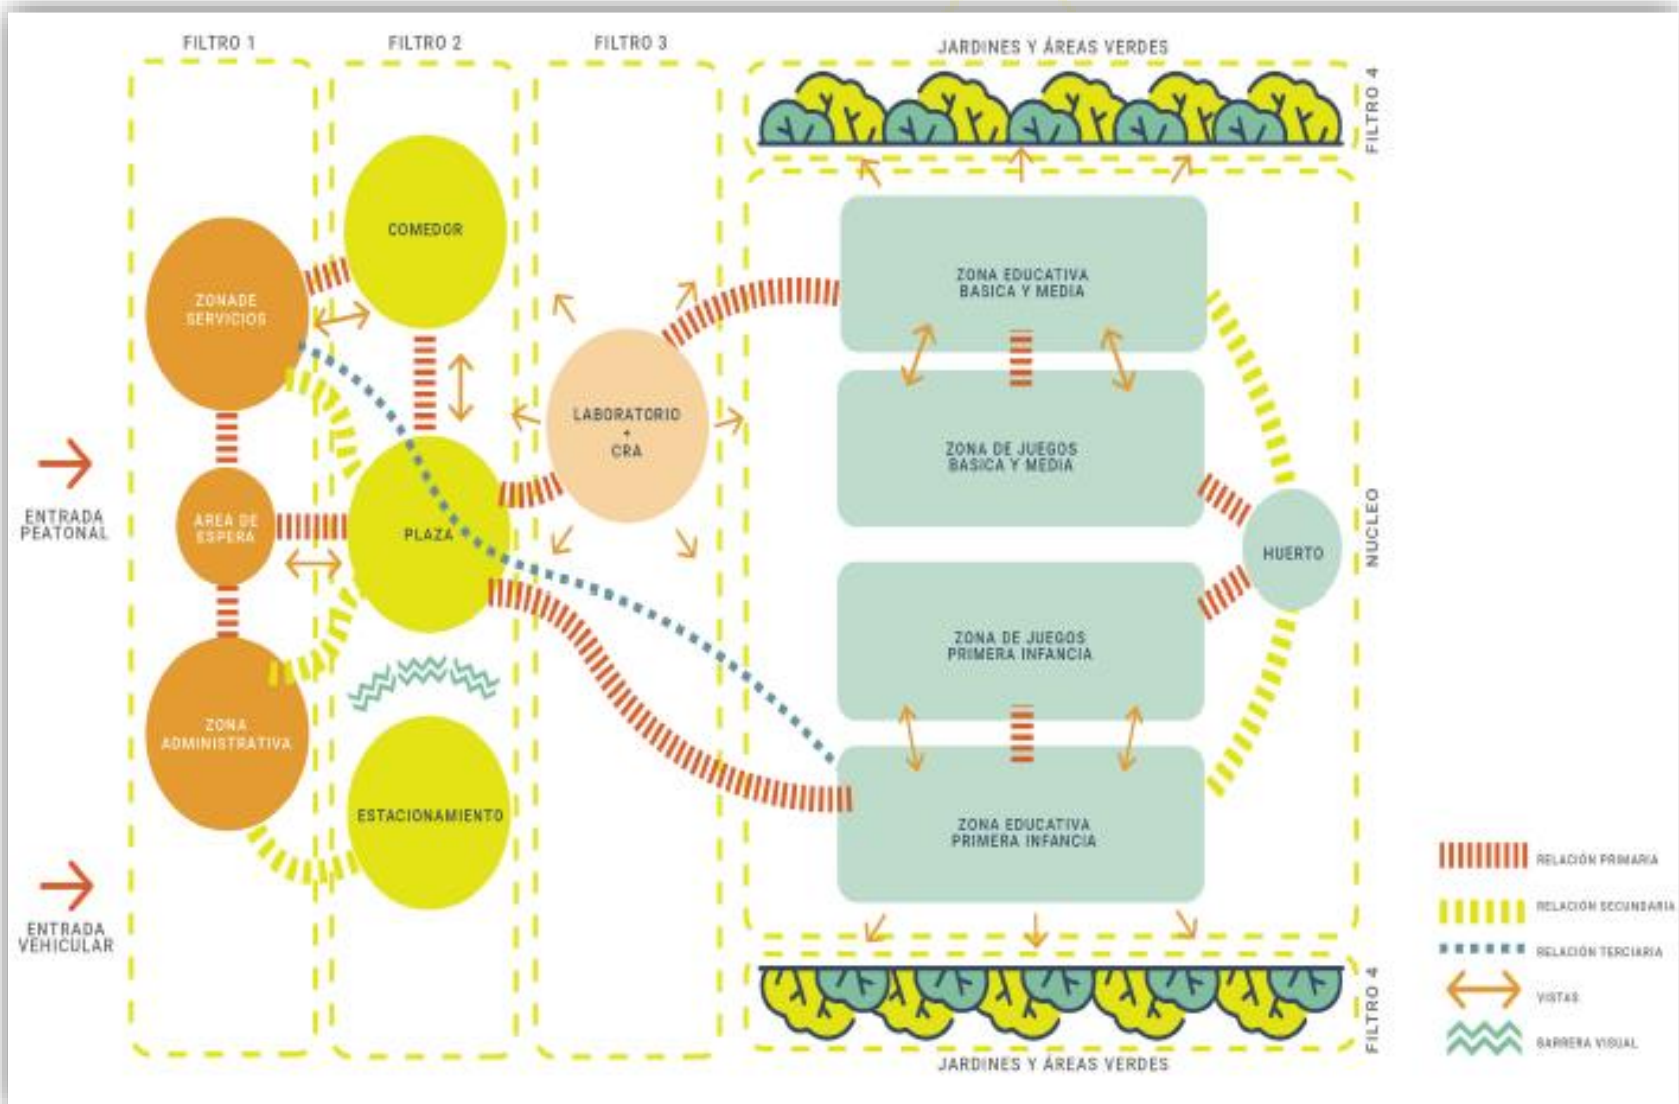 FILTRO 1
FILTRO 2
FILTRO 3
JARDINES Y ÁREAS VERDES
FILTRO 4
COMEDOR
ZONADE
SERVICIOS
ZONA EDUCATIVA
BASICA Y MEDIA
LABORATORIO
+
CRA
ZONA DE JUEGOS
BASICA Y MEDIA
ENTRADA
PEATONAL
AREA DE
ESPERA
PLAZA
HUERTO
NUCLEO
ZONA DE JUEGOS
PRIMERA INFANCIA
ZONA
ADMINISTRATIVA
ESTACIONAMIENTO
ZONA EDUCATIVA
PRIMERA INFANCIA
ENTRADA
VEHICULAR
RELACIÓN PRIMARIA
RELACIÓN SECUNDARIA
RELACIÓN TERCIARIA
VISTAS
BARRERA VISUAL
FILTRO 4
JARDINES Y ÁREAS VERDES